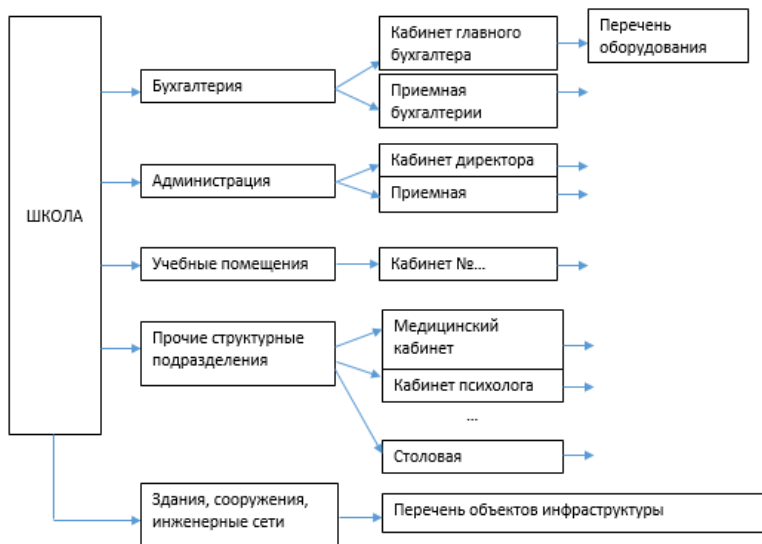 ШКОЛА
Бухгалтерия
Кабинет главного
бухгалтера
Перечень
оборудования
Приемная
бухгалтерии
Администрация
Кабинет директора
Приемная
Учебные помещения
Кабинет №...
Прочие структурные
подразделения
Медицинский
кабинет
Кабинет психолога
...
Столовая
Здания, сооружения,
инженерные сети
Перечень объектов инфраструктуры